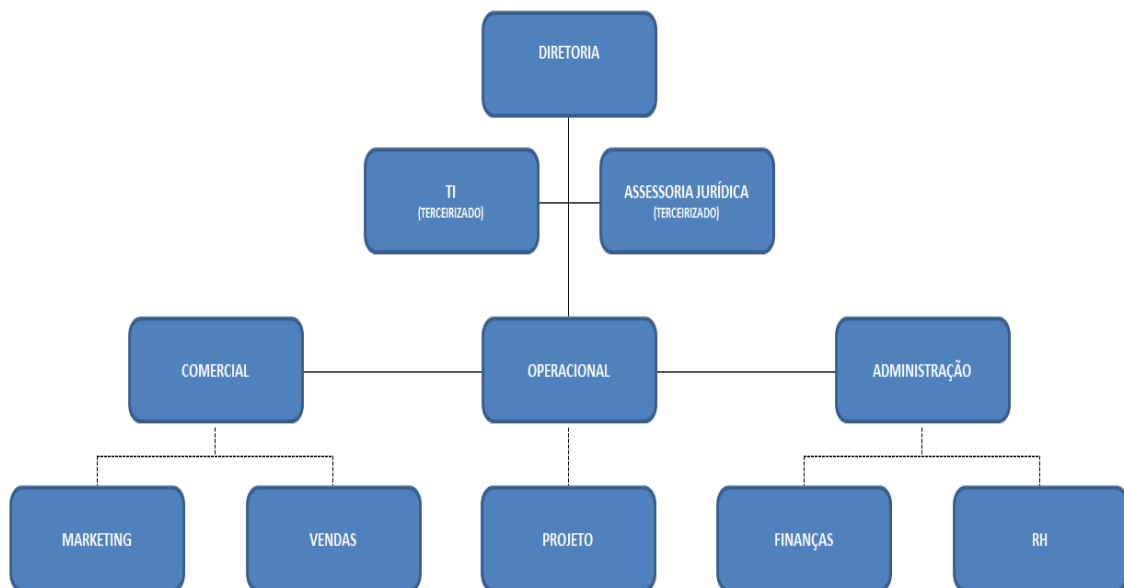 DIRETORIA
TI
(TERCEIRIZADO)
ASSESSORIA JURÍDICA
(TERCEIRIZADO)
COMERCIAL
OPERACIONAL
ADMINISTRAÇÃO
MARKETING
VENDAS
PROJETO
FINANÇAS
RH